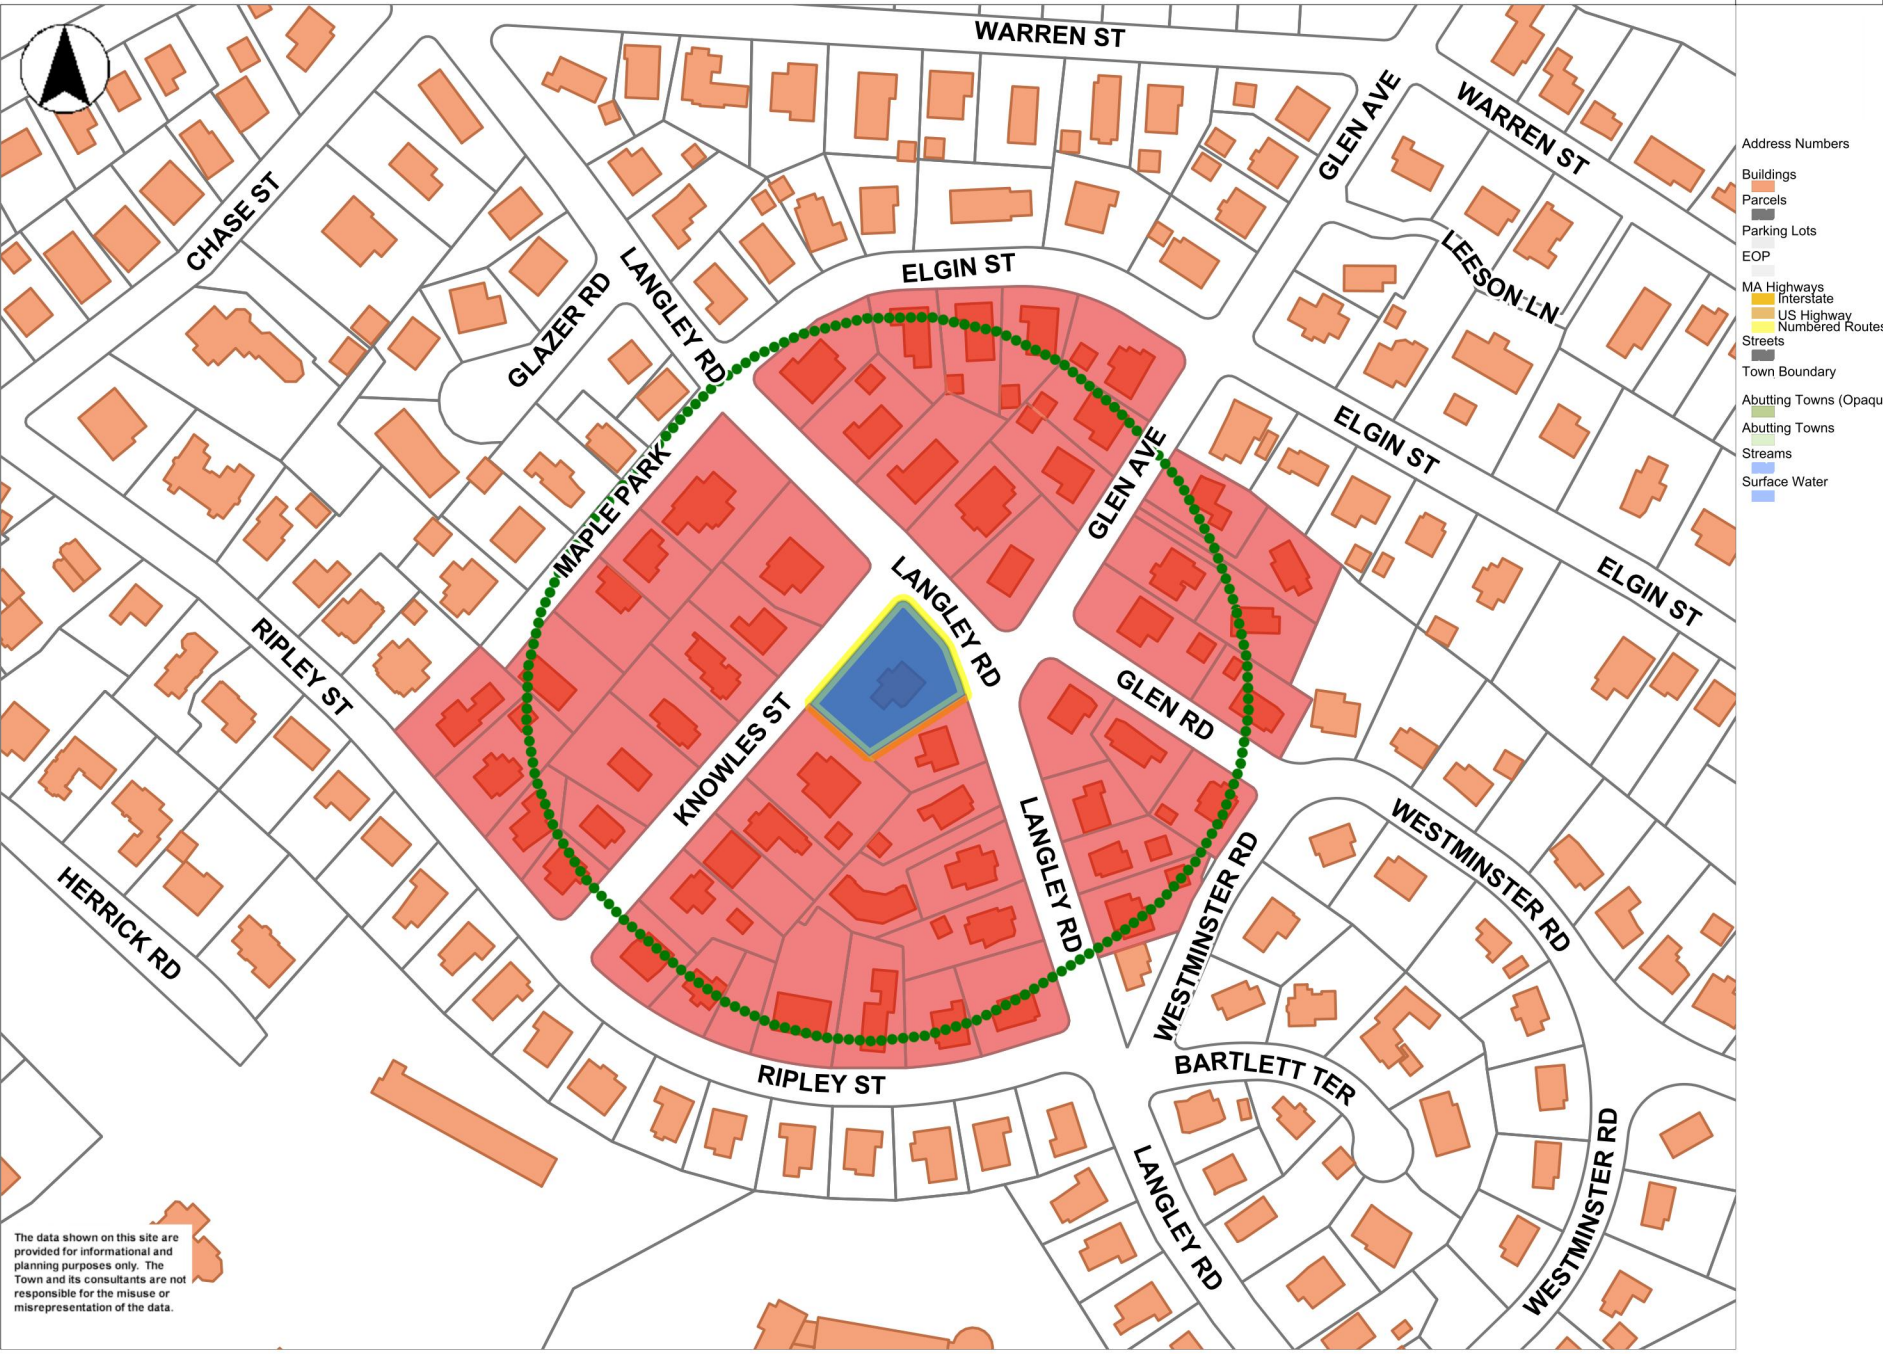 WARREN ST
GLEN AVE
WARREN ST
CHASE ST
LANGLEY RD
ELGIN ST
LEESON LN
GLAZER RD
ELGIN ST
MAPLE PARK
GLEN AVE
LANGLEY RD
ELGIN ST
RIPLEY ST
GLEN RD
KNOWLES ST
LANGLEY RD
WESTMINSTER RD
WESTMINSTER RD
HERRICK RD
RIPLEY ST
BARTLETT TER
LANGLEY RD
WESTMINSTER RD
Address Numbers
Buildings
Parcels
Parking Lots
EOP
MA Highways
Interstate
US Highway
Numbered Routes
Streets
Town Boundary
Abutting Towns (Opaqu
Abutting Towns
Streams
Surface Water
The data shown on this site are
provided for informational and
planning purposes only. The
Town and its consultants are not
responsible for the misuse or
misrepresentation of the data.